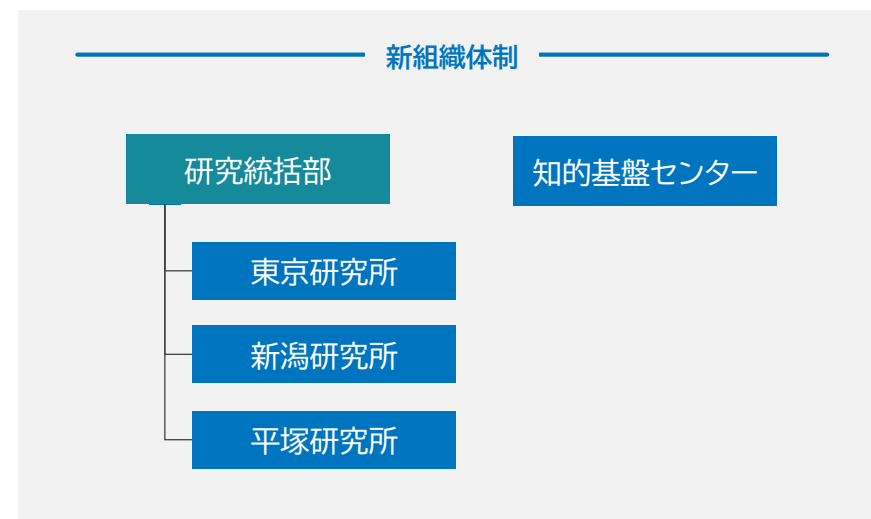 新組織体制
研究統括部
知的基盤センター
東京研究所
新潟研究所
平塚研究所